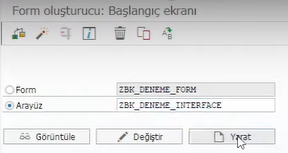 Form oluşturucu: Başlangıç ekranı
Form ZBK_DENEME_FORM
Arayüz ZBK_DENEME_INTERFACE
Görüntüle Değiştir Yarat